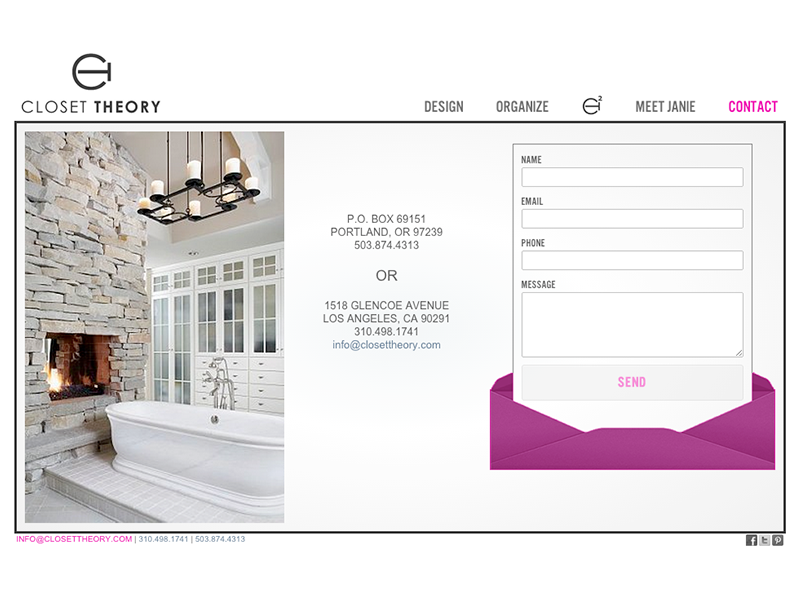 CLOSET THEORY
DESIGN ORGANIZE 2 MEET JANIE CONTACT
P.O. BOX 69151
PORTLAND, OR 97239
503.874.4313
OR
1518 GLENCOE AVENUE
LOS ANGELES, CA 90291
310.498.1741
info@closettheory.com
NAME
EMAIL
PHONE
MESSAGE
SEND
INFO@CLOSETTHEORY.COM | 310.498.1741 | 503.874.4313